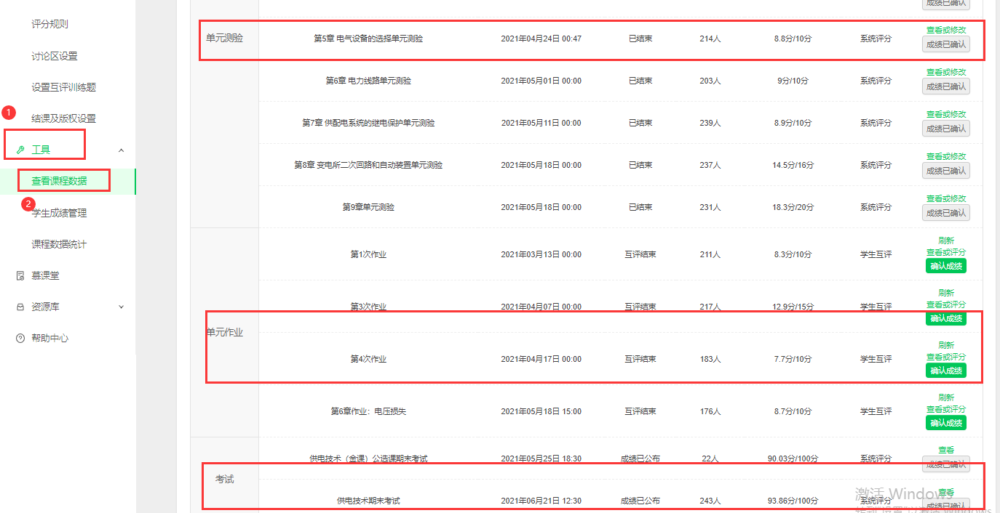 评分规则
讨论区设置
设置互评训练题
1
结课及版权设置
工具
查看课程数据
2
学生成绩管理
课程数据统计
慕课堂
资源库
帮助中心
成绩已确认
单元测验
第5章 电气设备的选择单元测验 2021年04月24日 00:47 已结束 214人 8.8分/10分 系统评分 查看或修改
成绩已确认
第6章 电力线路单元测验 2021年05月01日 00:00 已结束 203人 9分/10分 系统评分 查看或修改
成绩已确认
第7章 供配电系统的继电保护单元测验 2021年05月11日 00:00 已结束 239人 8.9分/10分 系统评分 查看或修改
成绩已确认
第8章 变电所二次回路和自动装置单元测验 2021年05月18日 00:00 已结束 237人 14.5分/16分 系统评分 查看或修改
成绩已确认
第9章单元测验 2021年05月18日 00:00 已结束 231人 18.3分/20分 系统评分 查看或修改
成绩已确认
单元作业
第1次作业 2021年03月13日 00:00 互评结束 211人 8.3分/10分 学生互评 刷新
查看或评分
确认成绩
第3次作业 2021年04月07日 00:00 互评结束 217人 12.9分/15分 学生互评 刷新
查看或评分
确认成绩
第4次作业 2021年04月17日 00:00 互评结束 183人 7.7分/10分 学生互评 刷新
查看或评分
确认成绩
第6章作业：电压损失 2021年05月18日 15:00 互评结束 176人 8.7分/10分 学生互评 刷新
查看或评分
确认成绩
考试
供电技术（金课）公选课期末考试 2021年05月25日 18:30 成绩已公布 22人 90.03分/100分 系统评分 查看
成绩已确认
供电技术期末考试 2021年06月21日 12:30 成绩已公布 243人 93.86分/100分 系统评分 查看
成绩已确认
激活 Windows